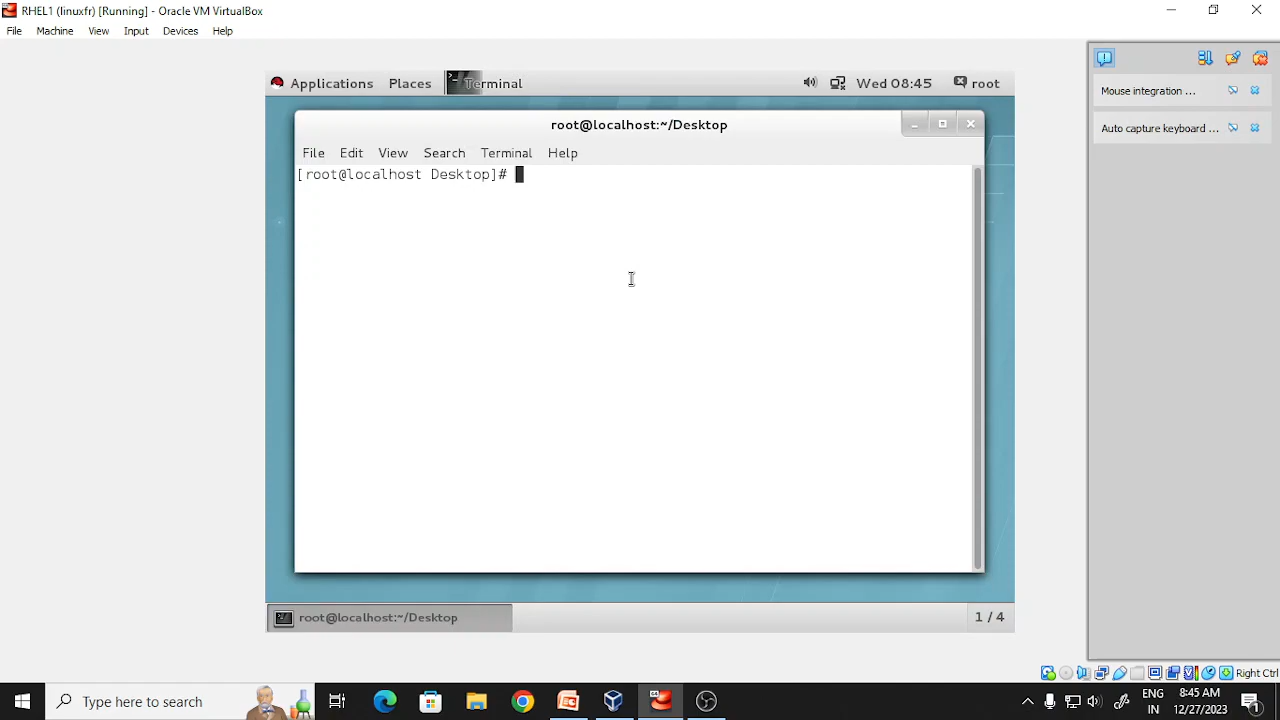 RHEL1 (linuxfr) [Running] - Oracle VM VirtualBox
File Machine View Input Devices Help
Applications Places Terminal Wed 08:45 root
root@localhost:~/Desktop
File Edit View Search Terminal Help
[root@localhost Desktop]#
Mouse integration ...
Auto capture keyboard ...
root@localhost:~/Desktop 1 / 4
Right Ctrl
Type here to search
ENG
IN
8:45 AM
12/27/2023
1